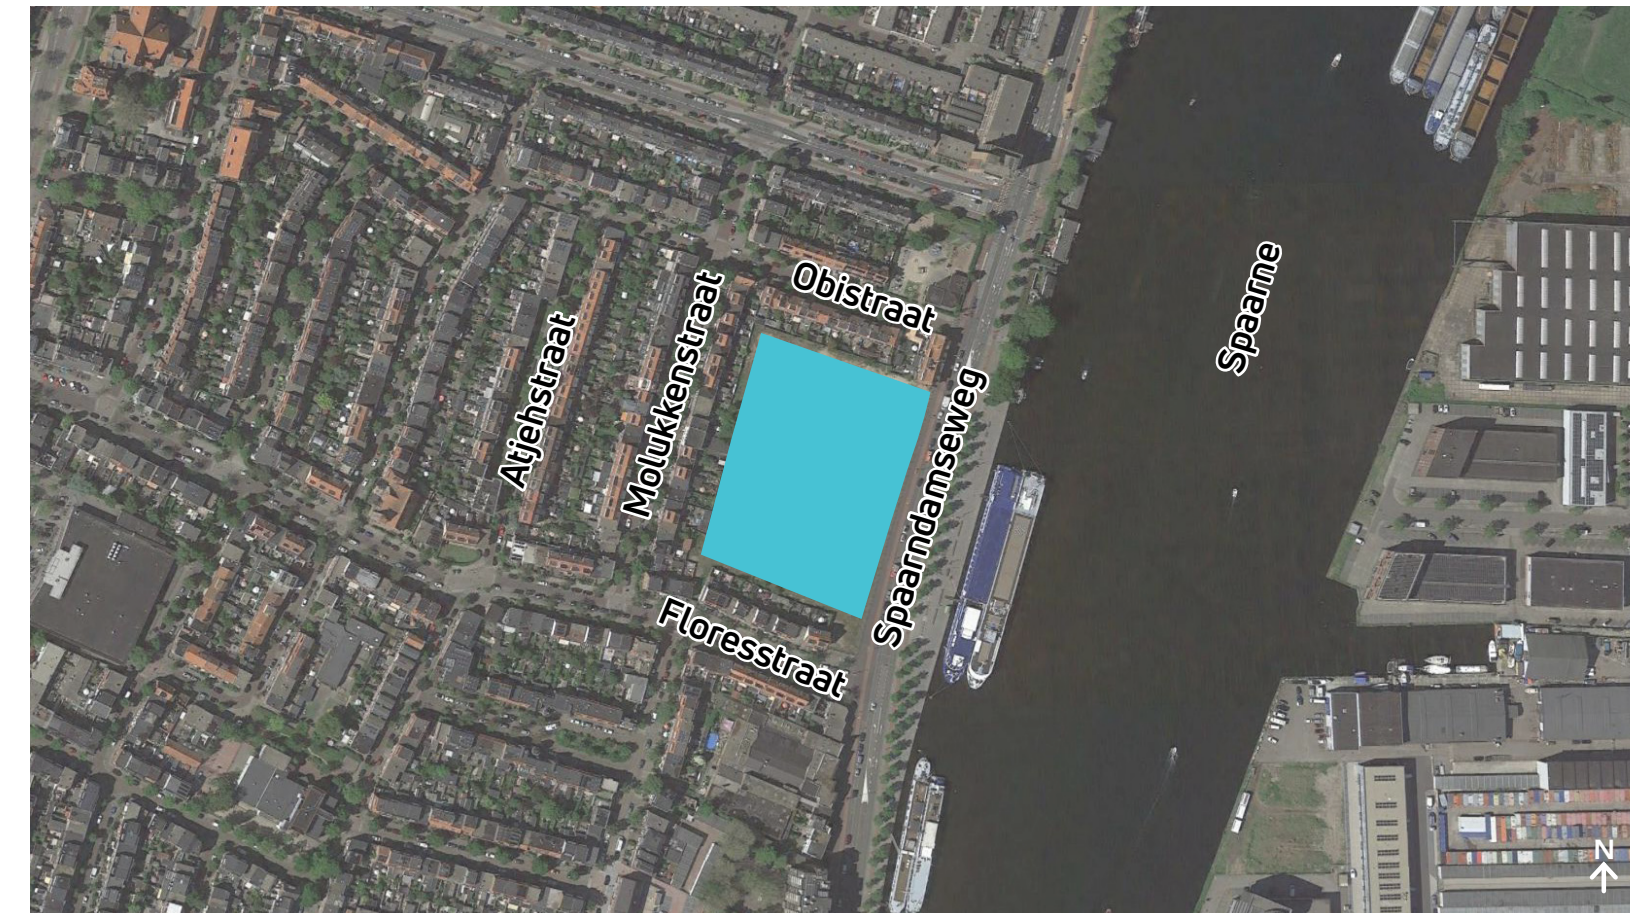 Obistraat
Spaarne
Molukkenstraat
Atjehstraat
Spaarndamseweg
Floresstraat
N